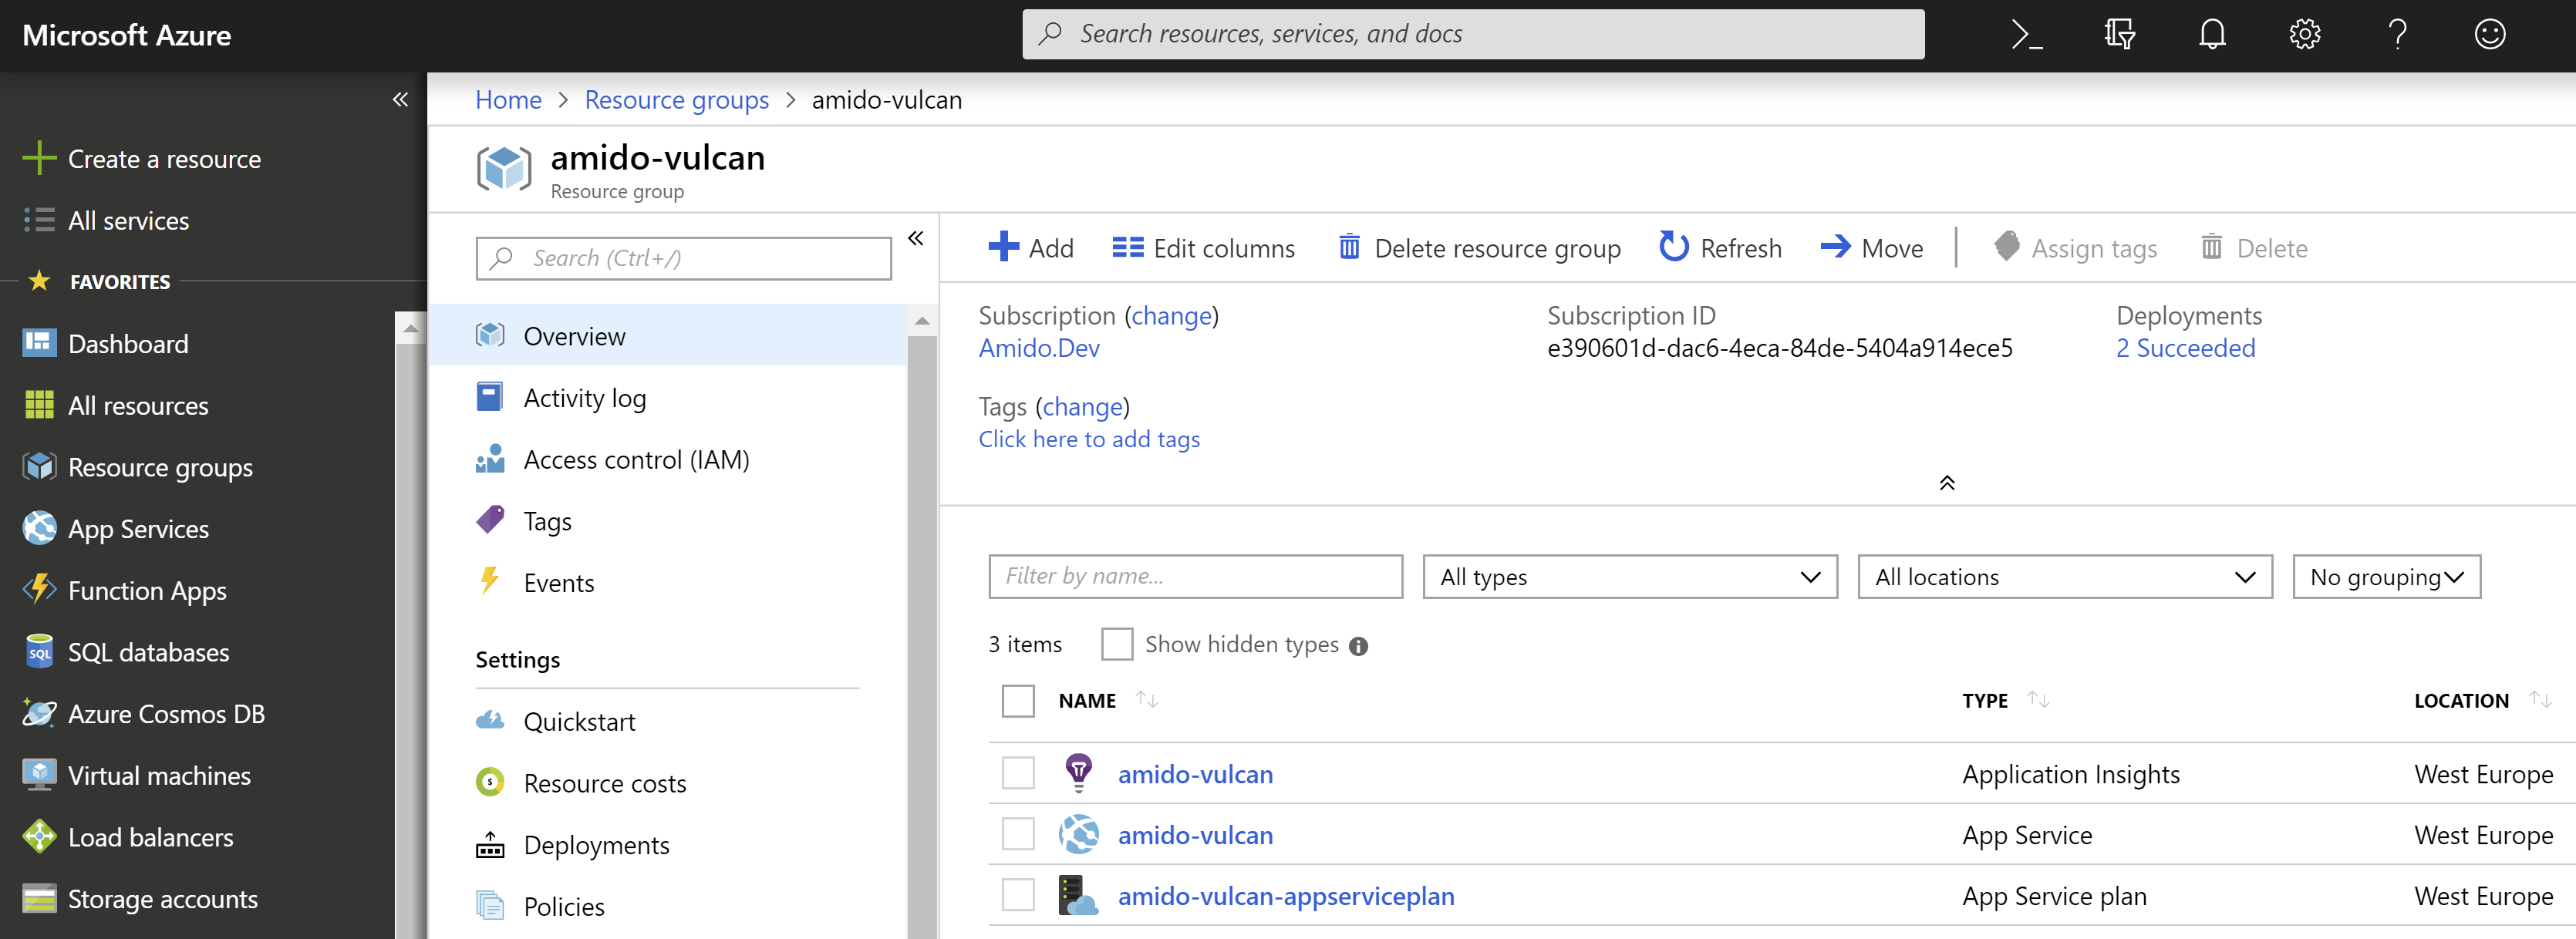 Microsoft Azure
Search resources, services, and docs
Create a resource
All services
FAVORITES
Dashboard
All resources
Resource groups
App Services
Function Apps
SQL databases
Azure Cosmos DB
Virtual machines
Load balancers
Storage accounts
Home > Resource groups > amido-vulcan
amido-vulcan
Resource group
Search (Ctrl+/)
Overview
Activity log
Access control (IAM)
Tags
Events
Settings
Quickstart
Resource costs
Deployments
Policies
Add Edit columns Delete resource group Refresh Move Assign tags Delete
Subscription (change) Subscription ID Deployments
Amido.Dev e390601d-dac6-4eca-84de-5404a914ece5 2 Succeeded
Tags (change)
Click here to add tags
Filter by name... All types All locations No grouping
3 items Show hidden types
NAME TYPE LOCATION
amido-vulcan Application Insights West Europe
amido-vulcan App Service West Europe
amido-vulcan-appserviceplan App Service plan West Europe